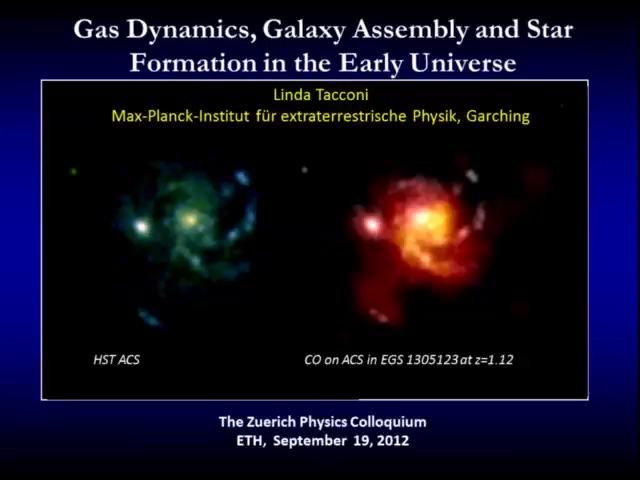 Gas Dynamics, Galaxy Assembly and Star
Formation in the Early Universe
Linda Tacconi
Max-Planck-Institut für extraterrestrische Physik, Garching
HST ACS
CO on ACS in EGS 1305123 at z=1.12
The Zuerich Physics Colloquium
ETH, September 19, 2012